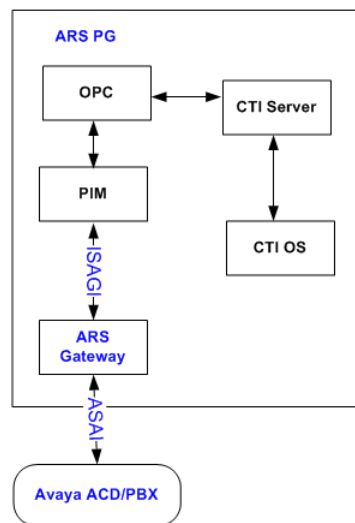 ARS PG
OPC
CTI Server
PIM
CTI OS
ISAGI
ARS
Gateway
ASAI
Avaya ACD/PBX